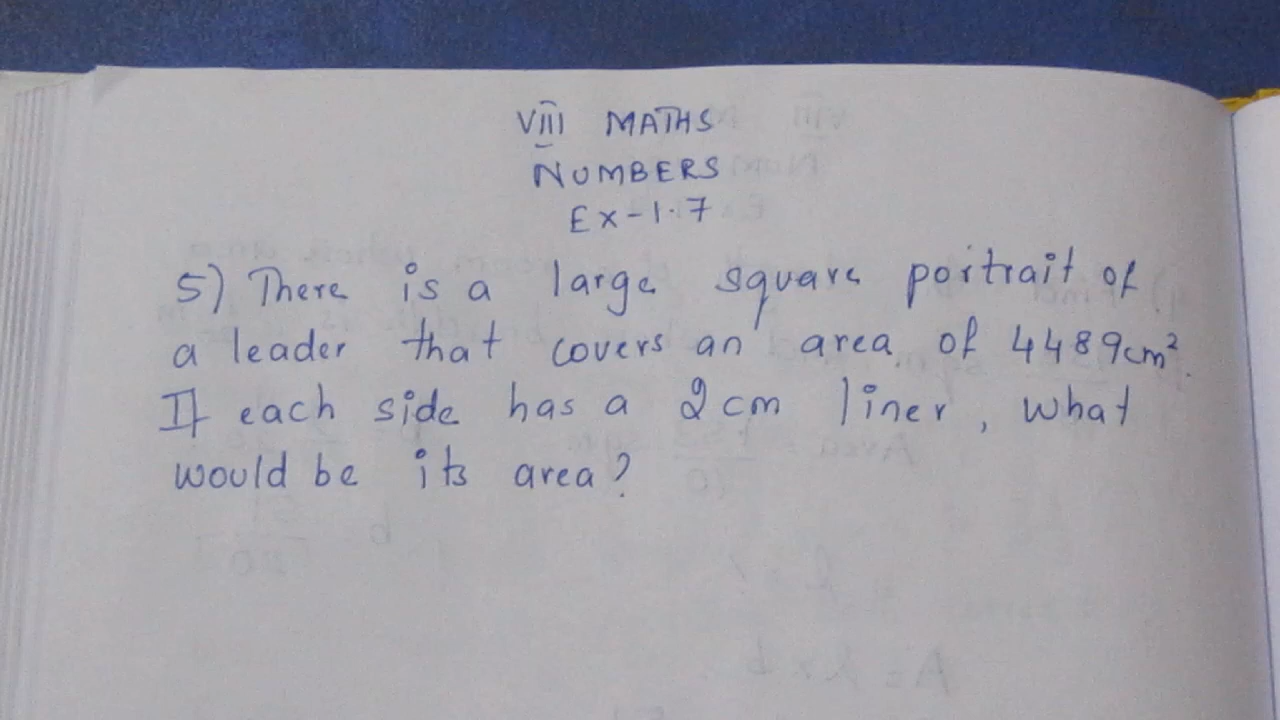 VIII MATHS
NUMBERS
Ex-1.7
5) There is a large square portrait of
a leader that covers an area of 4489cm².
If each side has a 2cm liner, what
would be its area?